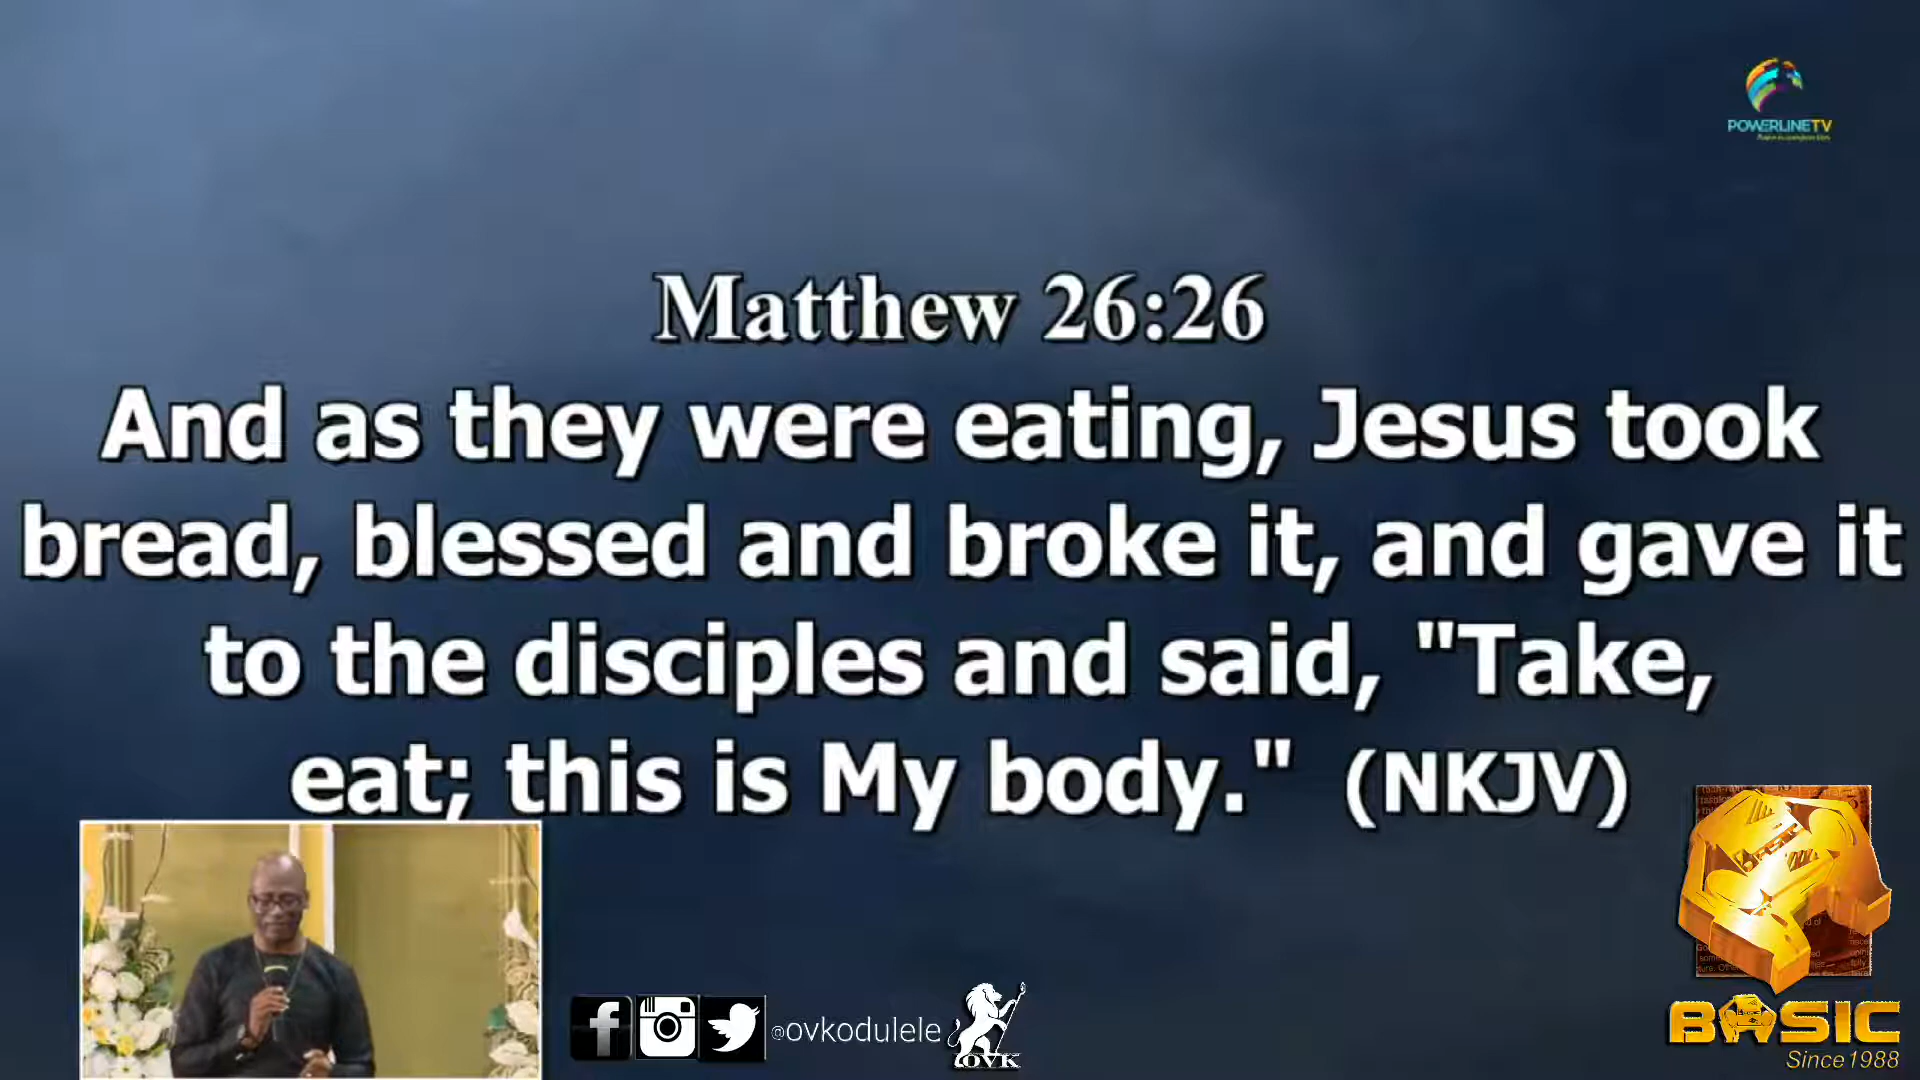 POWERLINETV
Matthew 26:26
And as they were eating, Jesus took
bread, blessed and broke it, and gave it
to the disciples and said, "Take,
eat; this is My body." (NKJV)
@ovkodulele
OVK
BASIC
Since 1988